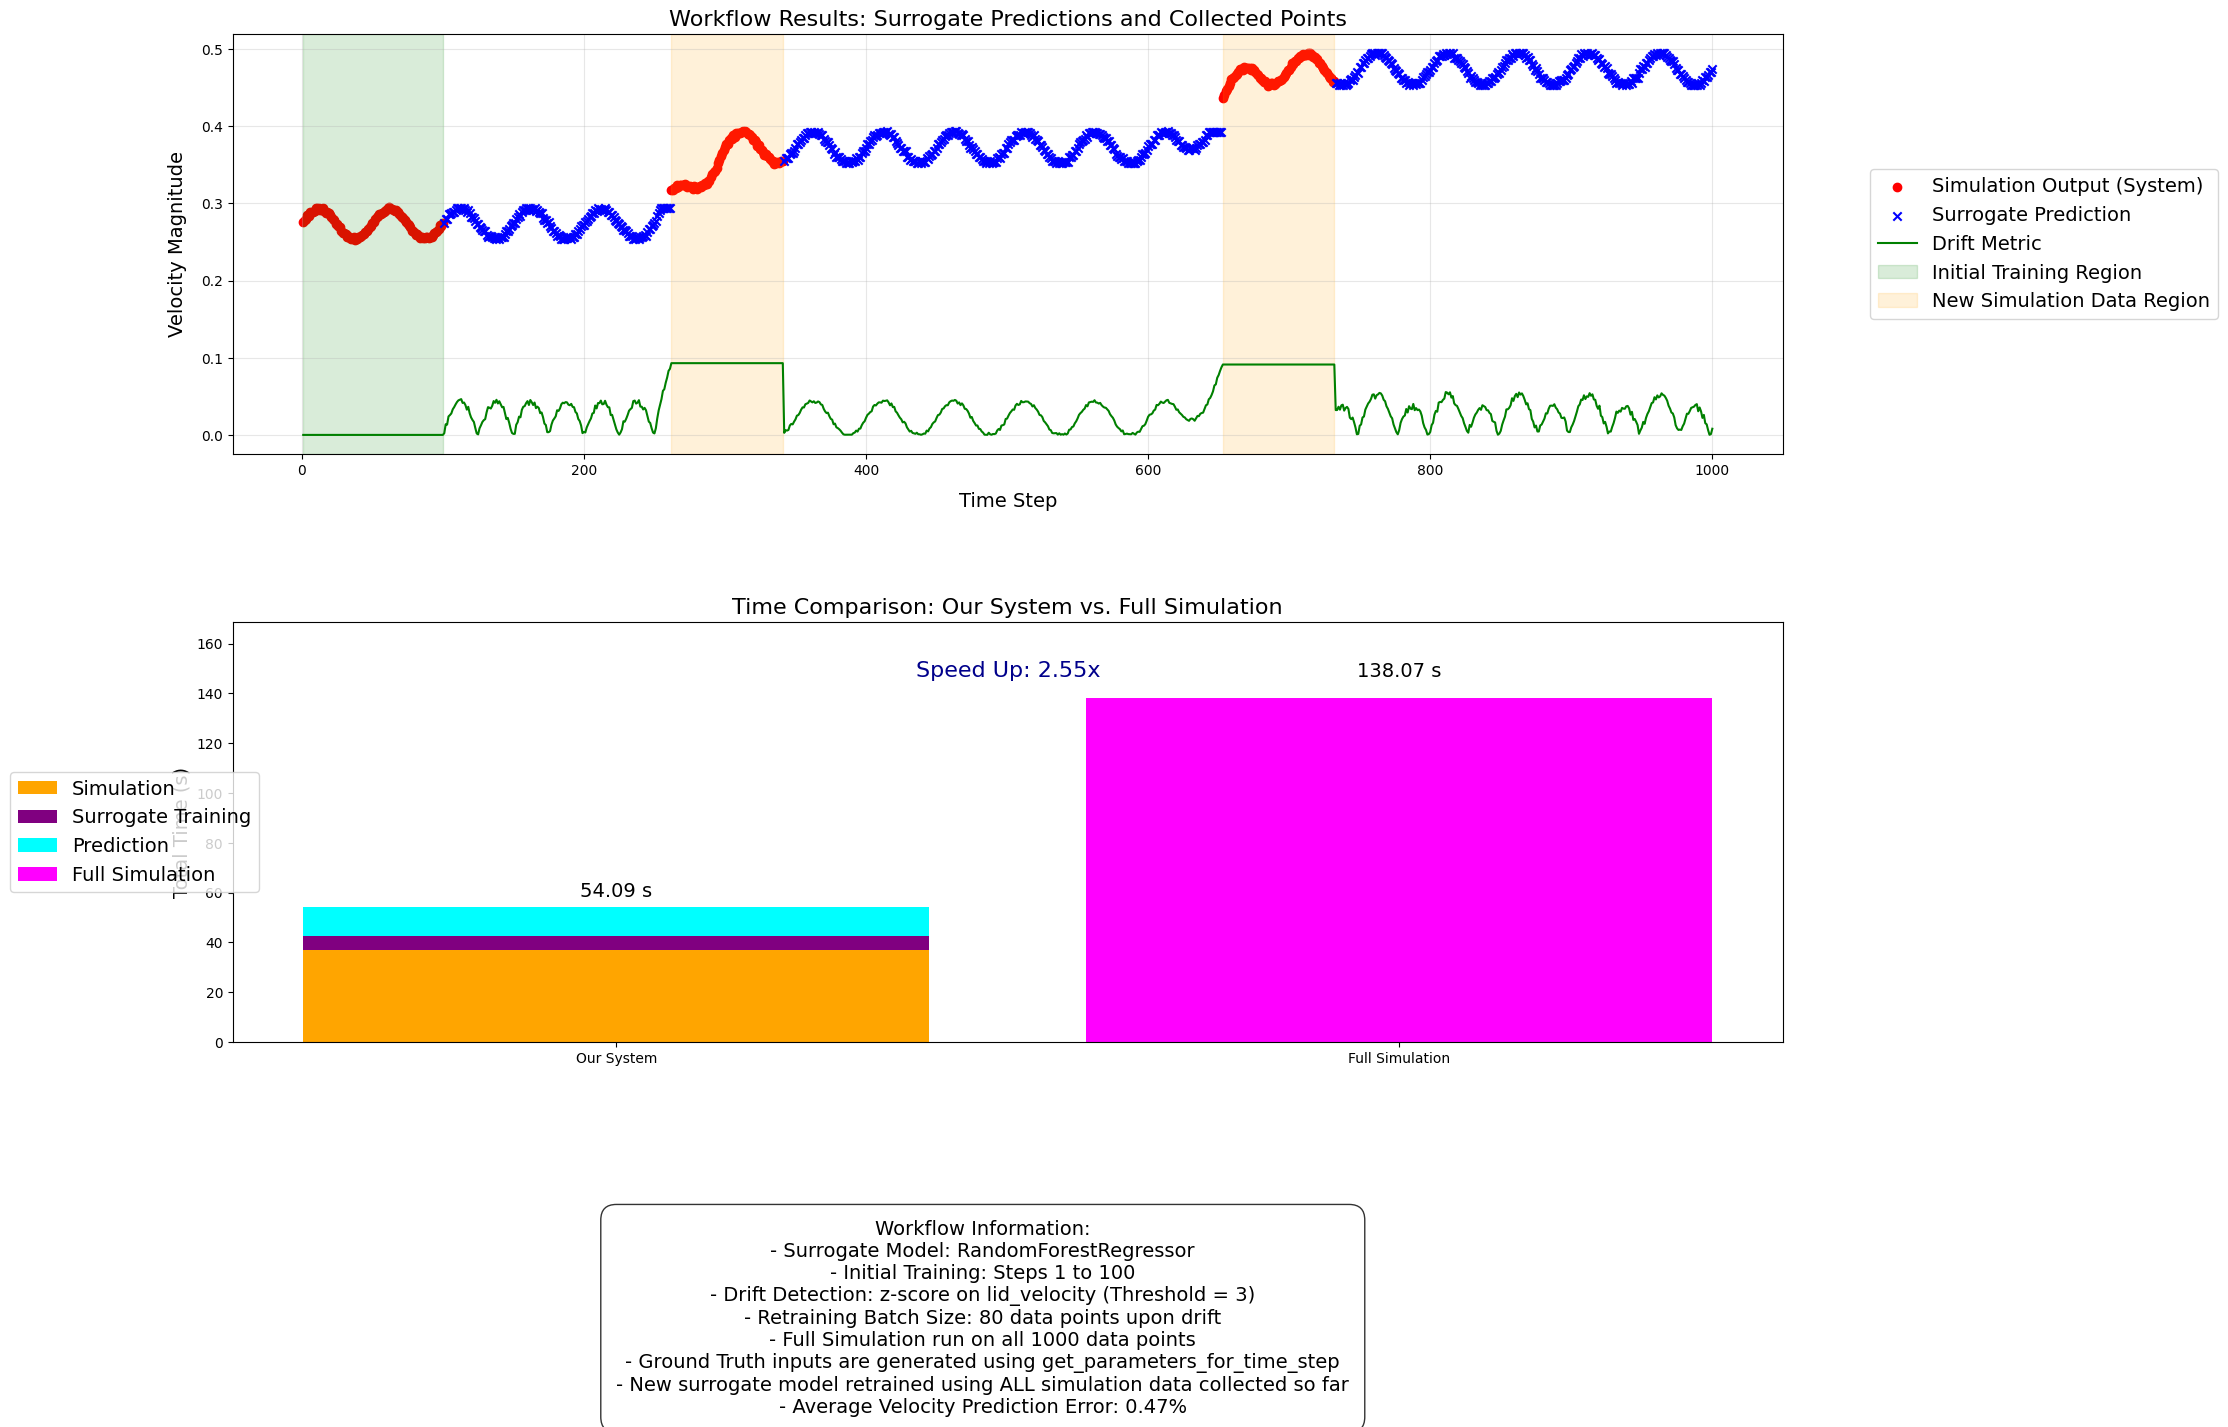 Workflow Results: Surrogate Predictions and Collected Points
0.5
0.4
0.3
0.2
0.1
0.0
Velocity Magnitude
0
200
400
600
800
1000
Time Step
Simulation Output (System)
Surrogate Prediction
Drift Metric
Initial Training Region
New Simulation Data Region
Time Comparison: Our System vs. Full Simulation
160
140
120
100
80
60
40
20
0
Total Time (s)
Speed Up: 2.55x
138.07 s
54.09 s
Simulation
Surrogate Training
Prediction
Full Simulation
Our System
Full Simulation
Workflow Information:
- Surrogate Model: RandomForestRegressor
- Initial Training: Steps 1 to 100
- Drift Detection: z-score on lid_velocity (Threshold = 3)
- Retraining Batch Size: 80 data points upon drift
- Full Simulation run on all 1000 data points
- Ground Truth inputs are generated using get_parameters_for_time_step
- New surrogate model retrained using ALL simulation data collected so far
- Average Velocity Prediction Error: 0.47%